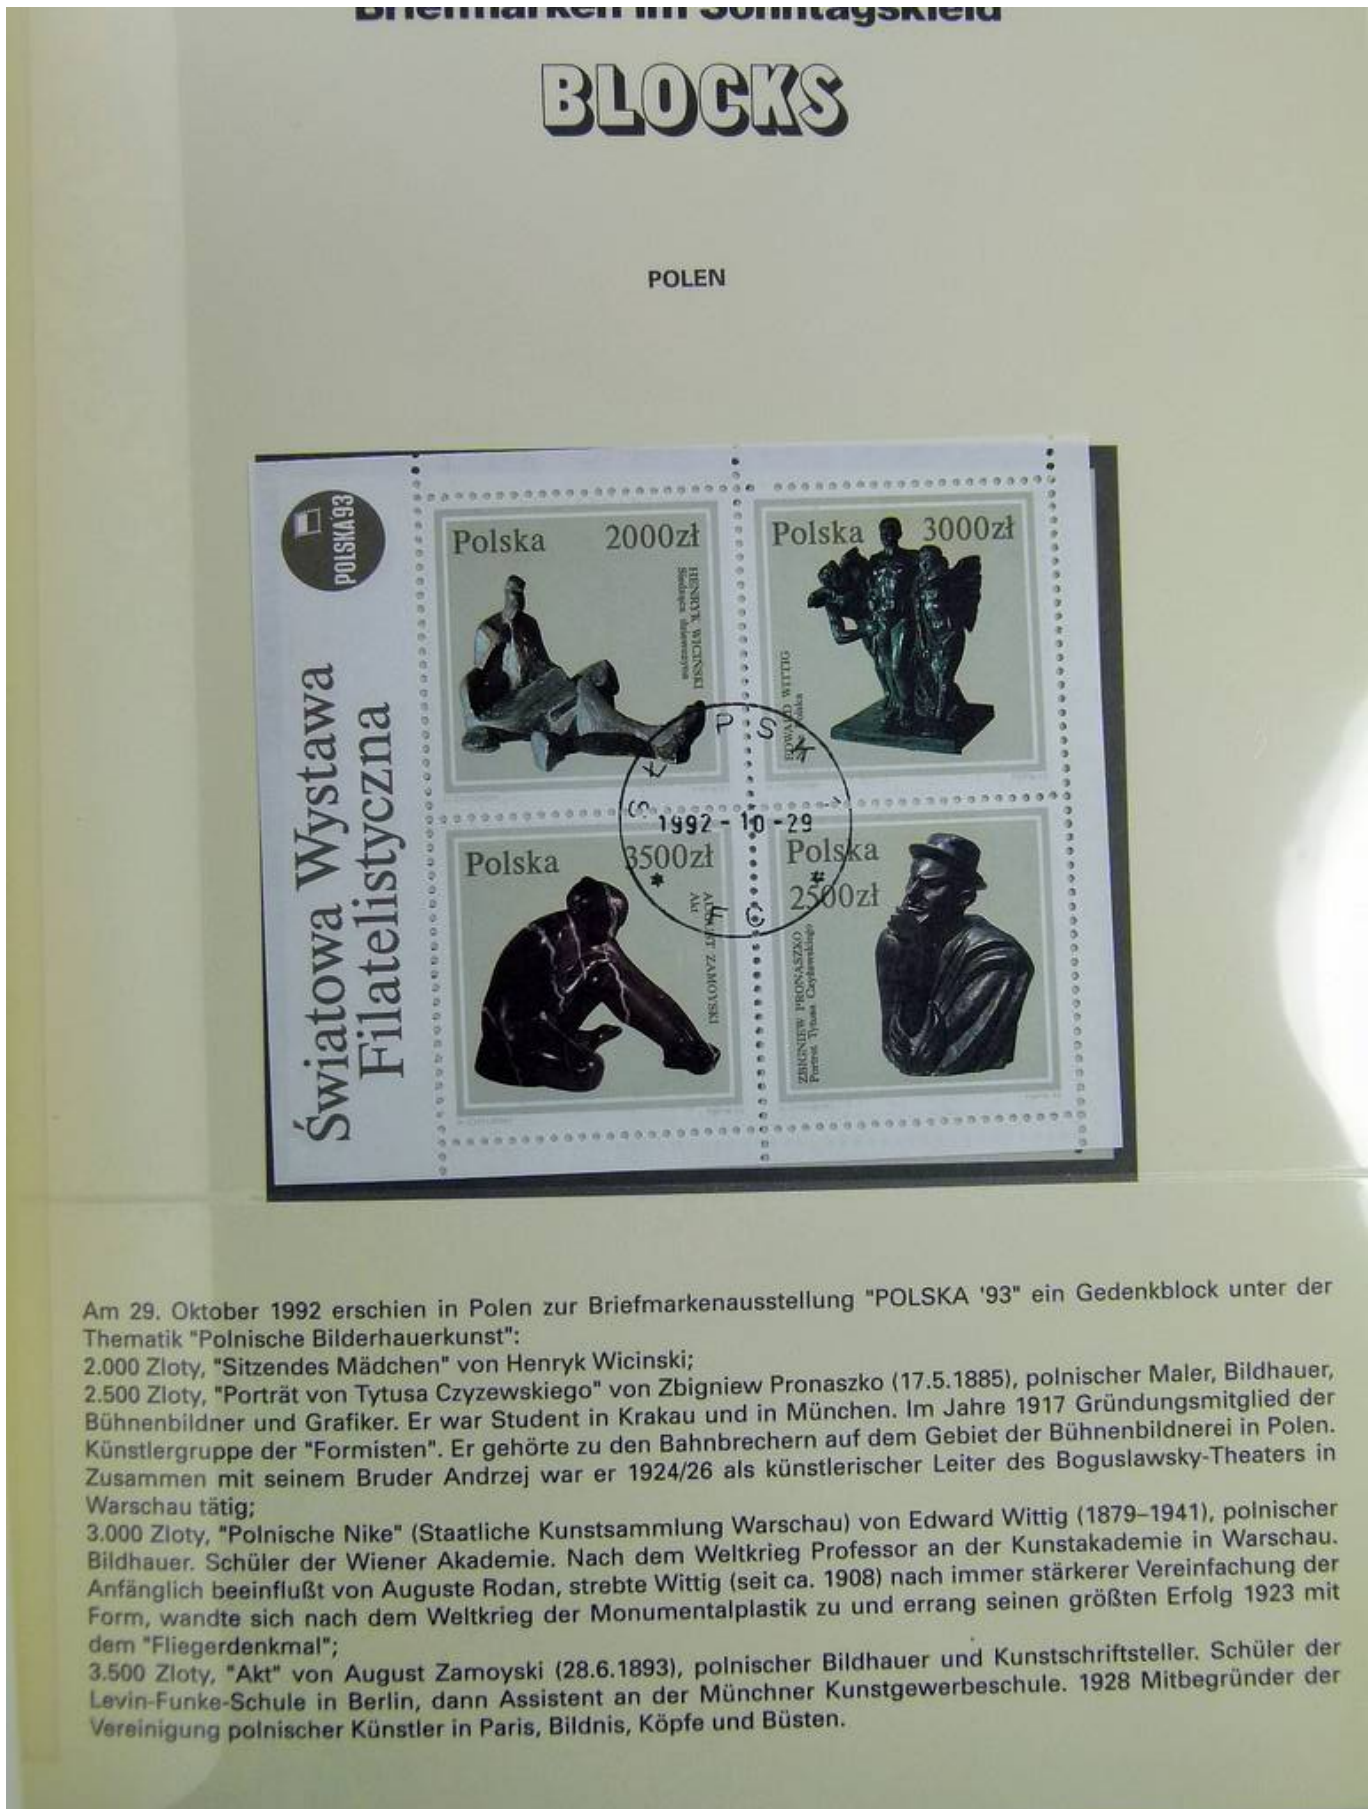 Briefmarken im Sonntagskleid
BLOCKS
POLEN
POLSKA'93
Światowa Wystawa
Filatelistyczna
Polska 2000zł
HENRYK WICIŃSKI
Siedząca dziewczyna
Polska 3000zł
EDWARD WITTIG
Polska 3500zł
AUGUST ZAMOYSKI
Akt
Polska
2500zł
ZBIGNIEW PRONASZKO
Portret Tytusa Czyżewskiego
SŁUPSK 1
1992-10-29
Am 29. Oktober 1992 erschien in Polen zur Briefmarkenausstellung "POLSKA '93" ein Gedenkblock unter der
Thematik "Polnische Bilderhauerkunst":
2.000 Zloty, "Sitzendes Mädchen" von Henryk Wicinski;
2.500 Zloty, "Porträt von Tytusa Czyzewskiego" von Zbigniew Pronaszko (17.5.1885), polnischer Maler, Bildhauer,
Bühnenbildner und Grafiker. Er war Student in Krakau und in München. Im Jahre 1917 Gründungsmitglied der
Künstlergruppe der "Formisten". Er gehörte zu den Bahnbrechern auf dem Gebiet der Bühnenbildnerei in Polen.
Zusammen mit seinem Bruder Andrzej war er 1924/26 als künstlerischer Leiter des Boguslawsky-Theaters in
Warschau tätig;
3.000 Zloty, "Polnische Nike" (Staatliche Kunstsammlung Warschau) von Edward Wittig (1879–1941), polnischer
Bildhauer. Schüler der Wiener Akademie. Nach dem Weltkrieg Professor an der Kunstakademie in Warschau.
Anfänglich beeinflußt von Auguste Rodan, strebte Wittig (seit ca. 1908) nach immer stärkerer Vereinfachung der
Form, wandte sich nach dem Weltkrieg der Monumentalplastik zu und errang seinen größten Erfolg 1923 mit
dem "Fliegerdenkmal";
3.500 Zloty, "Akt" von August Zamoyski (28.6.1893), polnischer Bildhauer und Kunstschriftsteller. Schüler der
Levin-Funke-Schule in Berlin, dann Assistent an der Münchner Kunstgewerbeschule. 1928 Mitbegründer der
Vereinigung polnischer Künstler in Paris, Bildnis, Köpfe und Büsten.